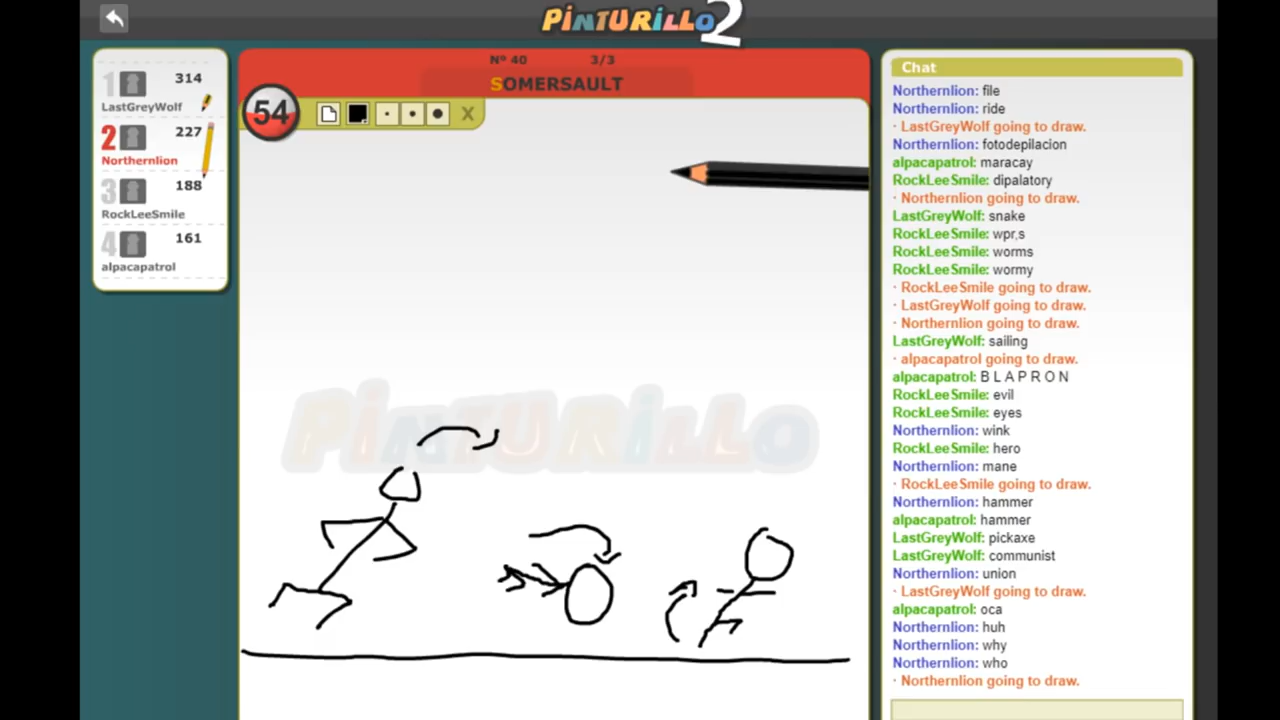 PiNTURiLLO 2
1 314
LastGreyWolf
2 227
Northernlion
3 188
RockLeeSmile
4 161
alpacapatrol
Nº 40 3/3
SOMERSAULT
54
X
PiNTURiLLO
Chat
Northernlion: file
Northernlion: ride
· LastGreyWolf going to draw.
Northernlion: fotodepilacion
alpacapatrol: maracay
RockLeeSmile: dipalatory
· Northernlion going to draw.
LastGreyWolf: snake
RockLeeSmile: wpr,s
RockLeeSmile: worms
RockLeeSmile: wormy
· RockLeeSmile going to draw.
· LastGreyWolf going to draw.
· Northernlion going to draw.
LastGreyWolf: sailing
· alpacapatrol going to draw.
alpacapatrol: B L A P R O N
RockLeeSmile: evil
RockLeeSmile: eyes
Northernlion: wink
RockLeeSmile: hero
Northernlion: mane
· RockLeeSmile going to draw.
Northernlion: hammer
alpacapatrol: hammer
LastGreyWolf: pickaxe
LastGreyWolf: communist
Northernlion: union
· LastGreyWolf going to draw.
alpacapatrol: oca
Northernlion: huh
Northernlion: why
Northernlion: who
· Northernlion going to draw.